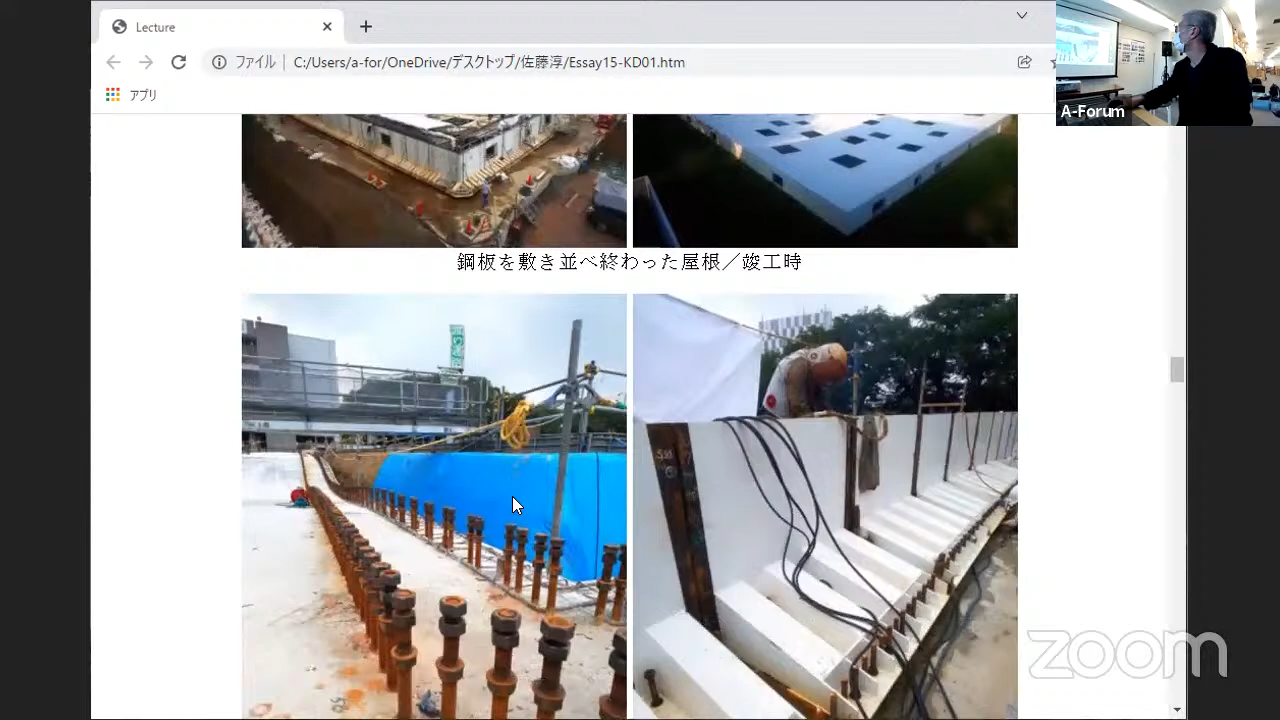 Lecture
ファイル
C:/Users/a-for/OneDrive/デスクトップ/佐藤淳/Essay15-KD01.htm
アプリ
A-Forum
鋼板を敷き並べ終わった屋根／竣工時
zoom